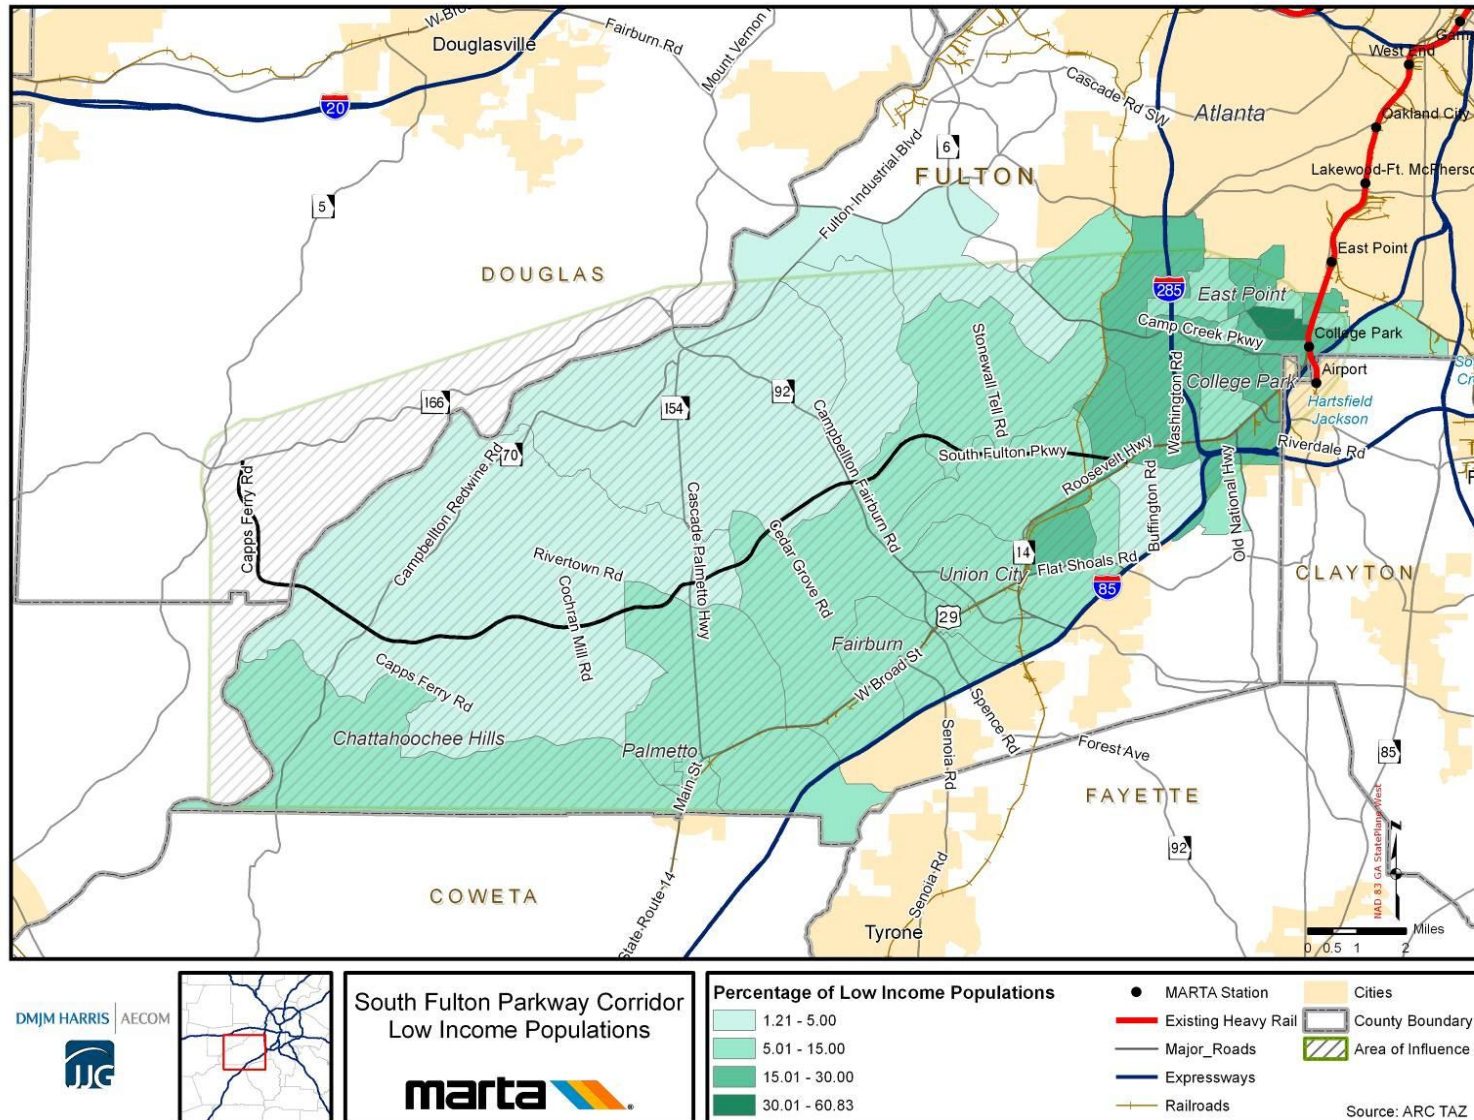 Douglasville
Fairburn Rd
Mount Vernon
20
5
DOUGLAS
Fulton Industrial Blvd
6
FULTON
Cascade Rd SW
Atlanta
West End
Oakland City
Lakewood-Ft. McPherso
East Point
285
East Point
Camp Creek Pkwy
College Park
Airport
College Park
Hartsfield
Jackson
Washington Rd
Riverdale Rd
Old National Hwy
Buffington Rd
Roosevelt Hwy
Stonewall Tell Rd
South Fulton Pkwy
166
154
92
70
Campbellton Fairburn Rd
Campbellton Redwine Rd
Cascade Palmetto Hwy
Capps Ferry Rd
Rivertown Rd
Cochran Mill Rd
Cedar Grove Rd
14
Union City
Flat Shoals Rd
85
29
Fairburn
W Broad St
CLAYTON
Capps Ferry Rd
Chattahoochee Hills
Palmetto
Main St
Spence Rd
Senoia Rd
Forest Ave
85
FAYETTE
92
COWETA
State Route 14
Senoia Rd
Tyrone
NAD 83 GA StatePlane West
Miles
0 0.5 1 2
DMJM HARRIS | AECOM
JJG
South Fulton Parkway Corridor
Low Income Populations
marta
Percentage of Low Income Populations
1.21 - 5.00
5.01 - 15.00
15.01 - 30.00
30.01 - 60.83
MARTA Station
Existing Heavy Rail
Major_Roads
Expressways
Railroads
Cities
County Boundary
Area of Influence
Source: ARC TAZ